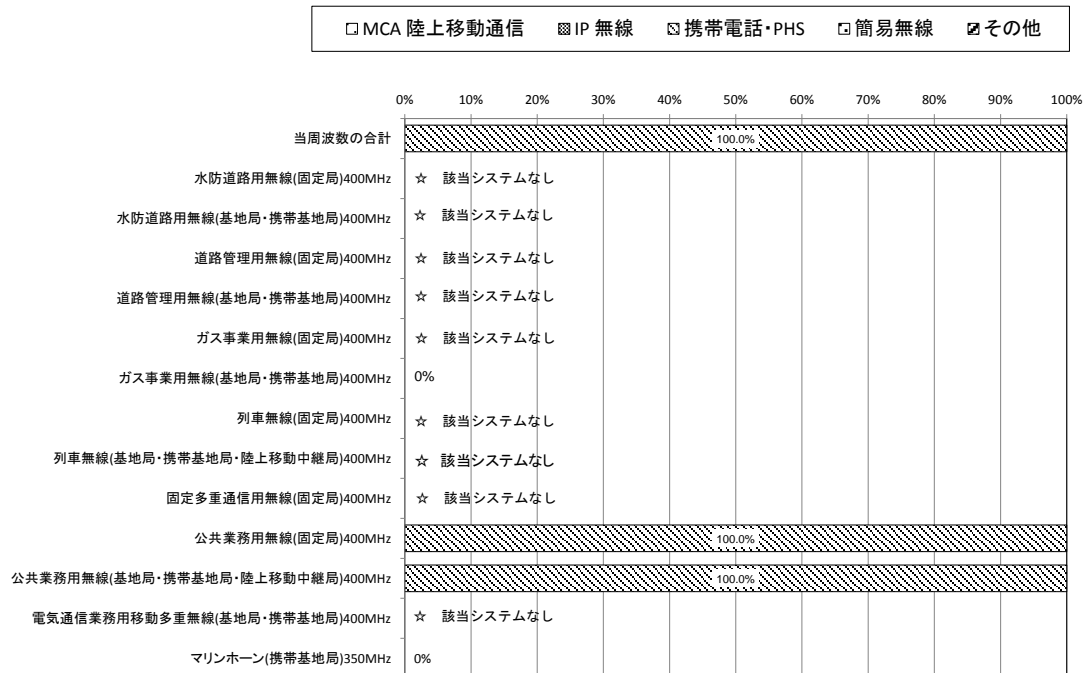 MCA 陸上移動通信 IP 無線 携帯電話・PHS 簡易無線 その他
0% 10% 20% 30% 40% 50% 60% 70% 80% 90% 100%
当周波数の合計 100.0%
水防道路用無線(固定局)400MHz ☆ 該当システムなし
水防道路用無線(基地局・携帯基地局)400MHz ☆ 該当システムなし
道路管理用無線(固定局)400MHz ☆ 該当システムなし
道路管理用無線(基地局・携帯基地局)400MHz ☆ 該当システムなし
ガス事業用無線(固定局)400MHz ☆ 該当システムなし
ガス事業用無線(基地局・携帯基地局)400MHz 0%
列車無線(固定局)400MHz ☆ 該当システムなし
列車無線(基地局・携帯基地局・陸上移動中継局)400MHz ☆ 該当システムなし
固定多重通信用無線(固定局)400MHz ☆ 該当システムなし
公共業務用無線(固定局)400MHz 100.0%
公共業務用無線(基地局・携帯基地局・陸上移動中継局)400MHz 100.0%
電気通信業務用移動多重無線(基地局・携帯基地局)400MHz ☆ 該当システムなし
マリンホーン(携帯基地局)350MHz 0%